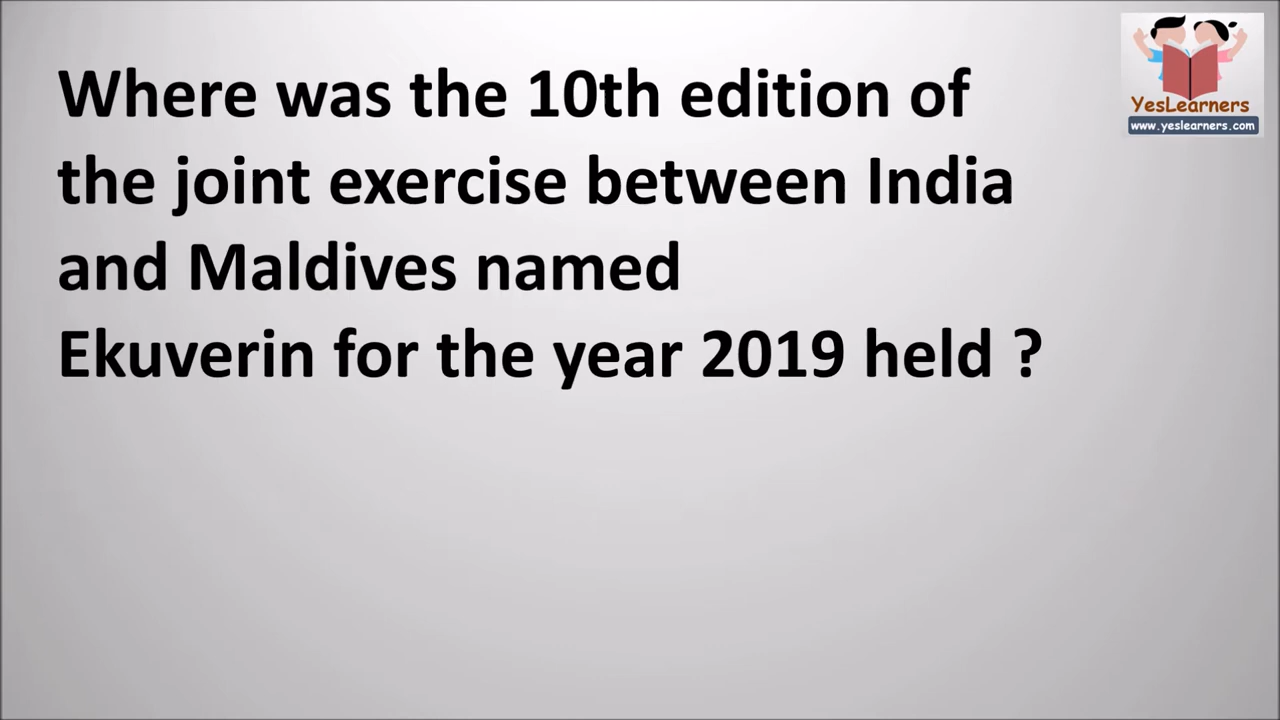 Where was the 10th edition of
the joint exercise between India
and Maldives named
Ekuverin for the year 2019 held ?
YesLearners
www.yeslearners.com